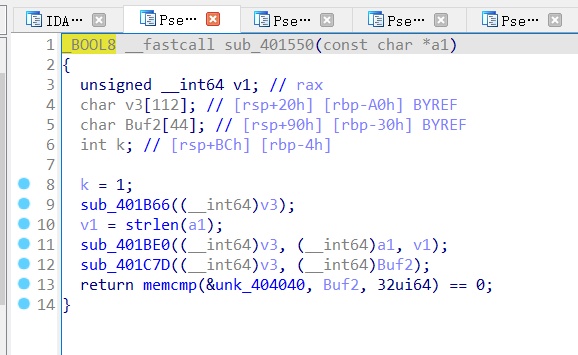 IDA··· Pse··· Pse··· Pse··· Pse···
1 _BOOL8 __fastcall sub_401550(const char *a1)
2 {
3   unsigned __int64 v1; // rax
4   char v3[112]; // [rsp+20h] [rbp-A0h] BYREF
5   char Buf2[44]; // [rsp+90h] [rbp-30h] BYREF
6   int k; // [rsp+BCh] [rbp-4h]
7
8   k = 1;
9   sub_401B66((__int64)v3);
10   v1 = strlen(a1);
11   sub_401BE0((__int64)v3, (__int64)a1, v1);
12   sub_401C7D((__int64)v3, (__int64)Buf2);
13   return memcmp(&unk_404040, Buf2, 32ui64) == 0;
14 }